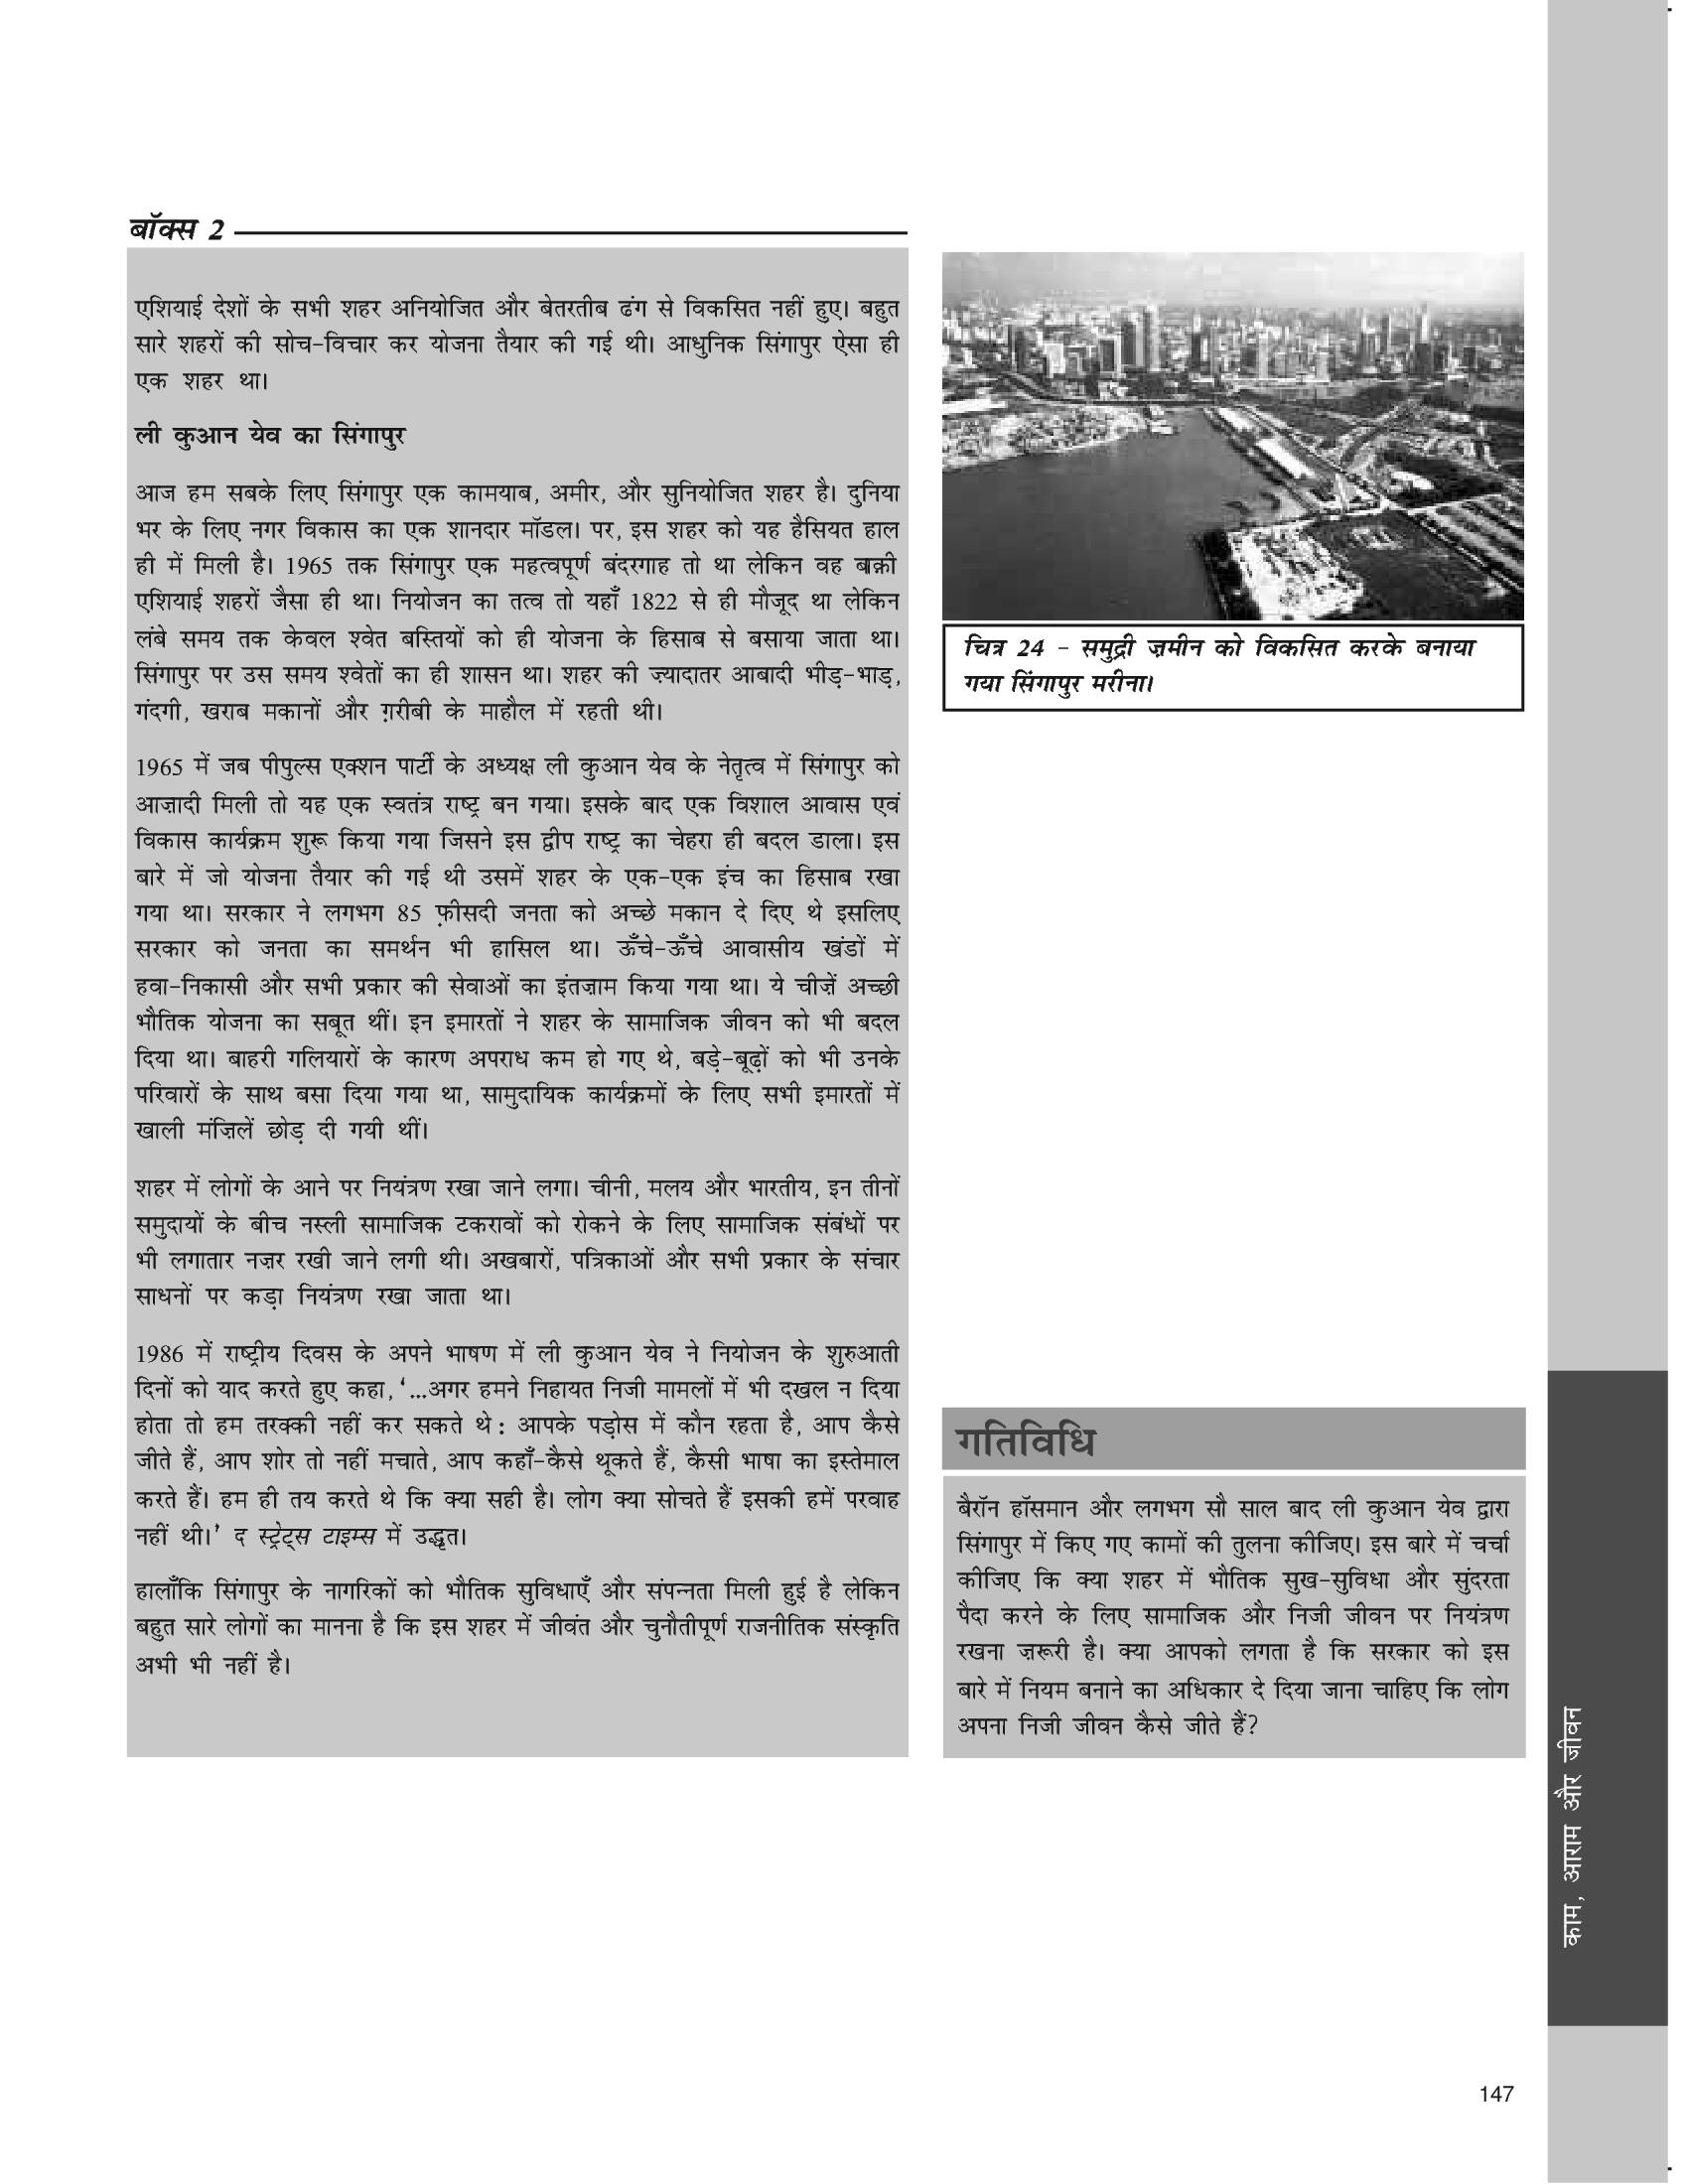 बॉक्स 2
एशियाई देशों के सभी शहर अनियोजित और बेतरतीब ढंग से विकसित नहीं हुए। बहुत
सारे शहरों की सोच-विचार कर योजना तैयार की गई थी। आधुनिक सिंगापुर ऐसा ही
एक शहर था।
ली कुआन येव का सिंगापुर
आज हम सबके लिए सिंगापुर एक कामयाब, अमीर, और सुनियोजित शहर है। दुनिया
भर के लिए नगर विकास का एक शानदार मॉडल। पर, इस शहर को यह हैसियत हाल
ही में मिली है। 1965 तक सिंगापुर एक महत्वपूर्ण बंदरगाह तो था लेकिन वह बाक़ी
एशियाई शहरों जैसा ही था। नियोजन का तत्व तो यहाँ 1822 से ही मौजूद था लेकिन
लंबे समय तक केवल श्वेत बस्तियों को ही योजना के हिसाब से बसाया जाता था।
सिंगापुर पर उस समय श्वेतों का ही शासन था। शहर की ज़्यादातर आबादी भीड़-भाड़,
गंदगी, खराब मकानों और ग़रीबी के माहौल में रहती थी।
1965 में जब पीपुल्स एक्शन पार्टी के अध्यक्ष ली कुआन येव के नेतृत्व में सिंगापुर को
आज़ादी मिली तो यह एक स्वतंत्र राष्ट्र बन गया। इसके बाद एक विशाल आवास एवं
विकास कार्यक्रम शुरू किया गया जिसने इस द्वीप राष्ट्र का चेहरा ही बदल डाला। इस
बारे में जो योजना तैयार की गई थी उसमें शहर के एक-एक इंच का हिसाब रखा
गया था। सरकार ने लगभग 85 फ़ीसदी जनता को अच्छे मकान दे दिए थे इसलिए
सरकार को जनता का समर्थन भी हासिल था। ऊँचे-ऊँचे आवासीय खंडों में
हवा-निकासी और सभी प्रकार की सेवाओं का इंतज़ाम किया गया था। ये चीज़ें अच्छी
भौतिक योजना का सबूत थीं। इन इमारतों ने शहर के सामाजिक जीवन को भी बदल
दिया था। बाहरी गलियारों के कारण अपराध कम हो गए थे, बड़े-बूढ़ों को भी उनके
परिवारों के साथ बसा दिया गया था, सामुदायिक कार्यक्रमों के लिए सभी इमारतों में
खाली मंज़िलें छोड़ दी गयी थीं।
शहर में लोगों के आने पर नियंत्रण रखा जाने लगा। चीनी, मलय और भारतीय, इन तीनों
समुदायों के बीच नस्ली सामाजिक टकरावों को रोकने के लिए सामाजिक संबंधों पर
भी लगातार नज़र रखी जाने लगी थी। अखबारों, पत्रिकाओं और सभी प्रकार के संचार
साधनों पर कड़ा नियंत्रण रखा जाता था।
1986 में राष्ट्रीय दिवस के अपने भाषण में ली कुआन येव ने नियोजन के शुरुआती
दिनों को याद करते हुए कहा, ‘...अगर हमने निहायत निजी मामलों में भी दखल न दिया
होता तो हम तरक्की नहीं कर सकते थे : आपके पड़ोस में कौन रहता है, आप कैसे
जीते हैं, आप शोर तो नहीं मचाते, आप कहाँ-कैसे थूकते हैं, कैसी भाषा का इस्तेमाल
करते हैं। हम ही तय करते थे कि क्या सही है। लोग क्या सोचते हैं इसकी हमें परवाह
नहीं थी।’ द स्ट्रेट्स टाइम्स में उद्धृत।
हालाँकि सिंगापुर के नागरिकों को भौतिक सुविधाएँ और संपन्नता मिली हुई है लेकिन
बहुत सारे लोगों का मानना है कि इस शहर में जीवंत और चुनौतीपूर्ण राजनीतिक संस्कृति
अभी भी नहीं है।
चित्र 24 – समुद्री ज़मीन को विकसित करके बनाया
गया सिंगापुर मरीना।
गतिविधि
बैरॉन हॉसमान और लगभग सौ साल बाद ली कुआन येव द्वारा
सिंगापुर में किए गए कामों की तुलना कीजिए। इस बारे में चर्चा
कीजिए कि क्या शहर में भौतिक सुख-सुविधा और सुंदरता
पैदा करने के लिए सामाजिक और निजी जीवन पर नियंत्रण
रखना ज़रूरी है। क्या आपको लगता है कि सरकार को इस
बारे में नियम बनाने का अधिकार दे दिया जाना चाहिए कि लोग
अपना निजी जीवन कैसे जीते हैं?
काम, आराम और जीवन
147